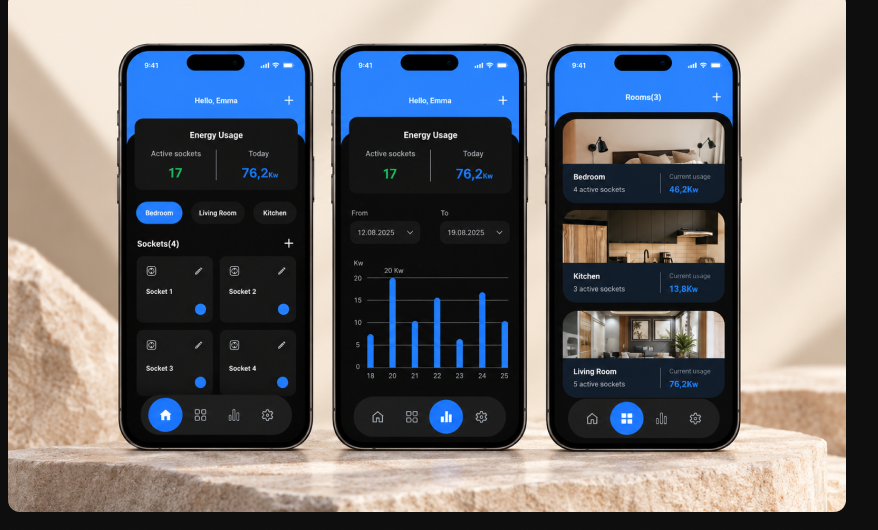 9:41
Hello, Emma
+
Energy Usage
Active sockets
Today
17
76,2Kw
Bedroom
Living Room
Kitchen
Sockets(4)
+
Socket 1
Socket 2
Socket 3
Socket 4
9:41
Hello, Emma
+
Energy Usage
Active sockets
Today
17
76,2Kw
From
To
12.08.2025
19.08.2025
Kw
20 Kw
20
15
10
5
0
18 20 21 22 23 24 25
9:41
Rooms(3)
+
Bedroom
4 active sockets
Current usage
46,2Kw
Kitchen
3 active sockets
Current usage
13,8Kw
Living Room
5 active sockets
Current usage
76,2Kw